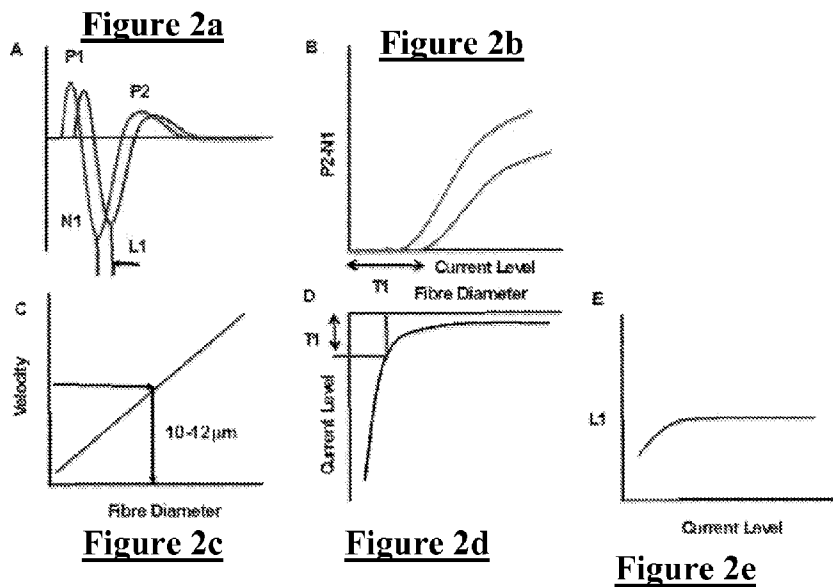 Figure 2a
A
P1
P2
N1
L1
B
Figure 2b
P2-N1
Current Level
T1
C
Velocity
10-12µm
Fibre Diameter
Figure 2c
Fibre Diameter
D
T1
Current Level
Figure 2d
E
L1
Current Level
Figure 2e